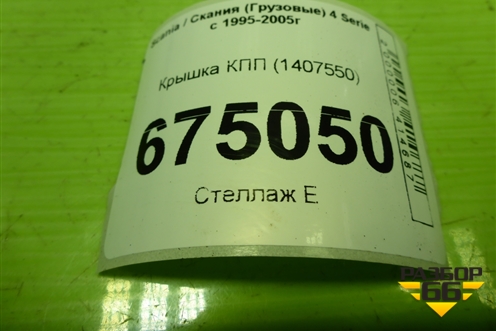 Scania / Скания (Грузовые) 4 Serie
с 1995-2005г
Крышка КПП (1407550)
675050
Стеллаж Е
РАЗБОР
66